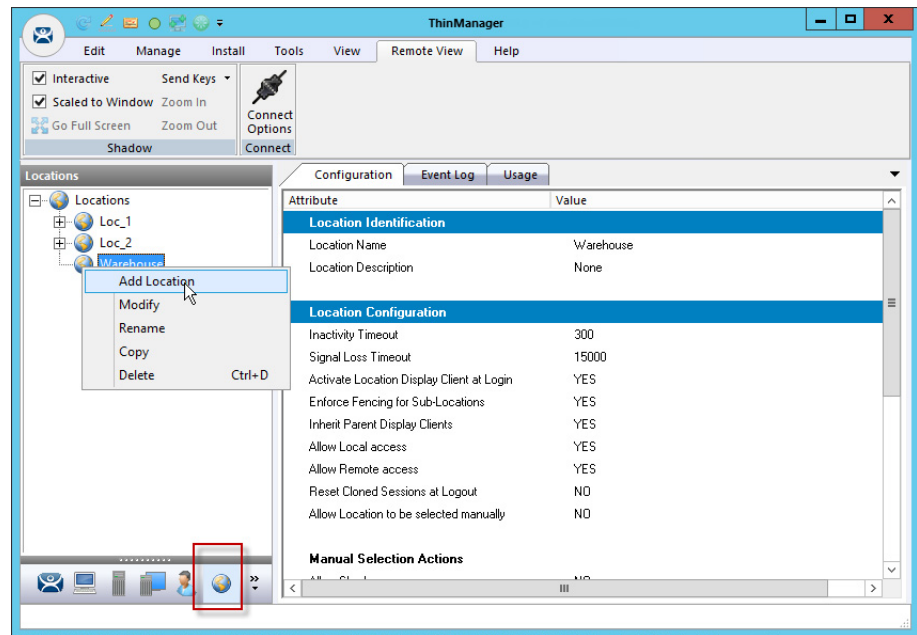 ThinManager
Edit Manage Install Tools View Remote View Help
Interactive Send Keys
Scaled to Window Zoom In
Go Full Screen Zoom Out
Connect Options
Shadow Connect
Locations
Configuration Event Log Usage
Locations
Loc_1
Loc_2
Warehouse
Add Location
Modify
Rename
Copy
Delete Ctrl+D
Attribute Value
Location Identification
Location Name Warehouse
Location Description None
Location Configuration
Inactivity Timeout 300
Signal Loss Timeout 15000
Activate Location Display Client at Login YES
Enforce Fencing for Sub-Locations YES
Inherit Parent Display Clients YES
Allow Local access YES
Allow Remote access YES
Reset Cloned Sessions at Logout NO
Allow Location to be selected manually NO
Manual Selection Actions